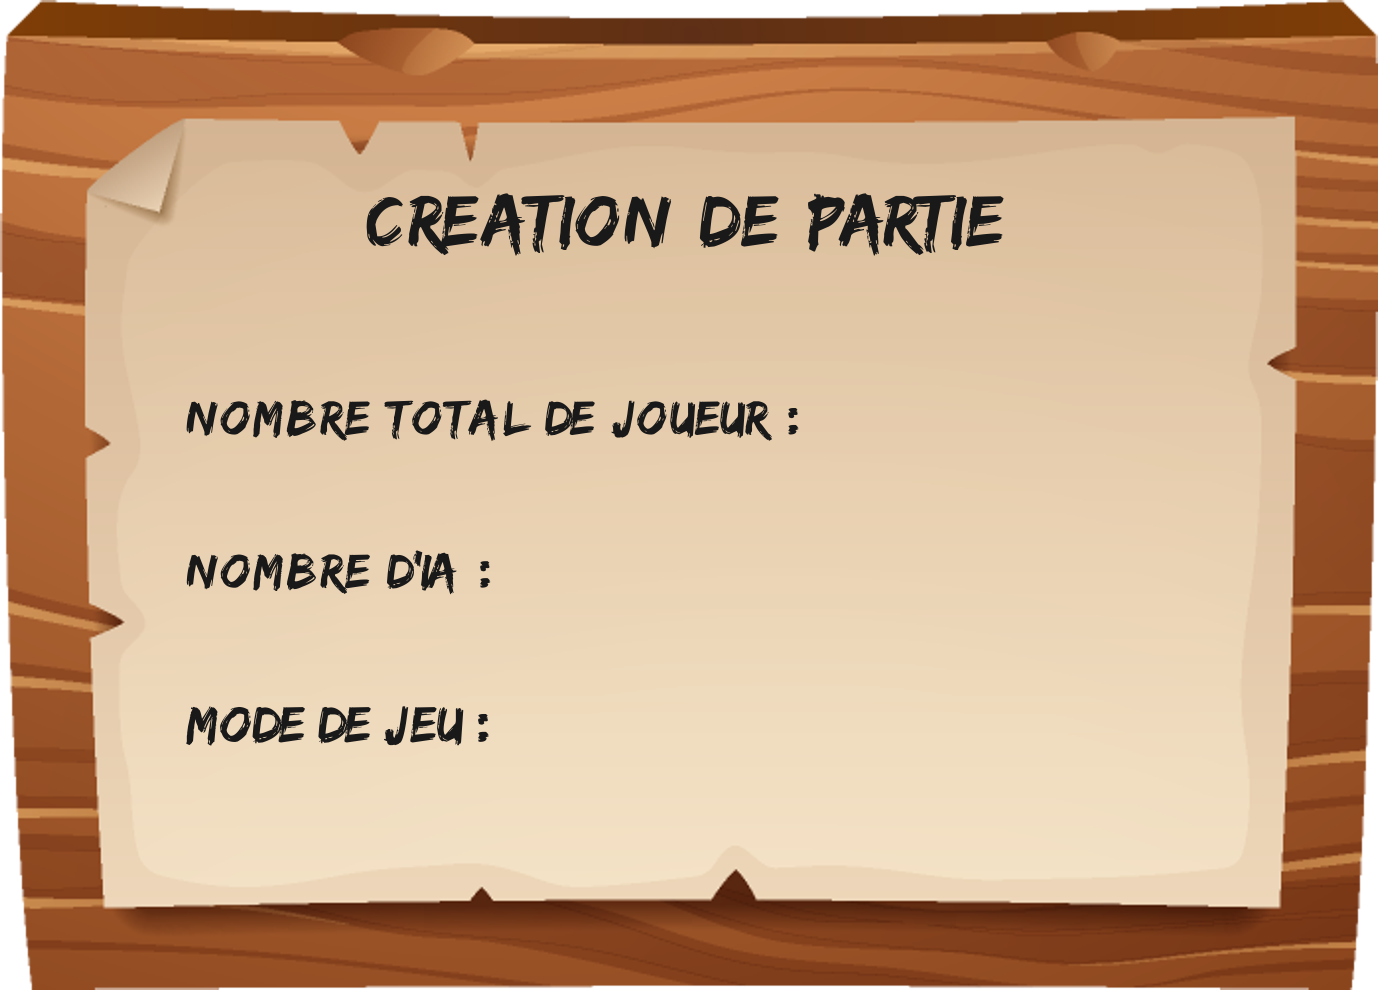 CREATION DE PARTIE
NOMBRE TOTAL DE JOUEUR :
NOMBRE D'IA :
MODE DE JEU :